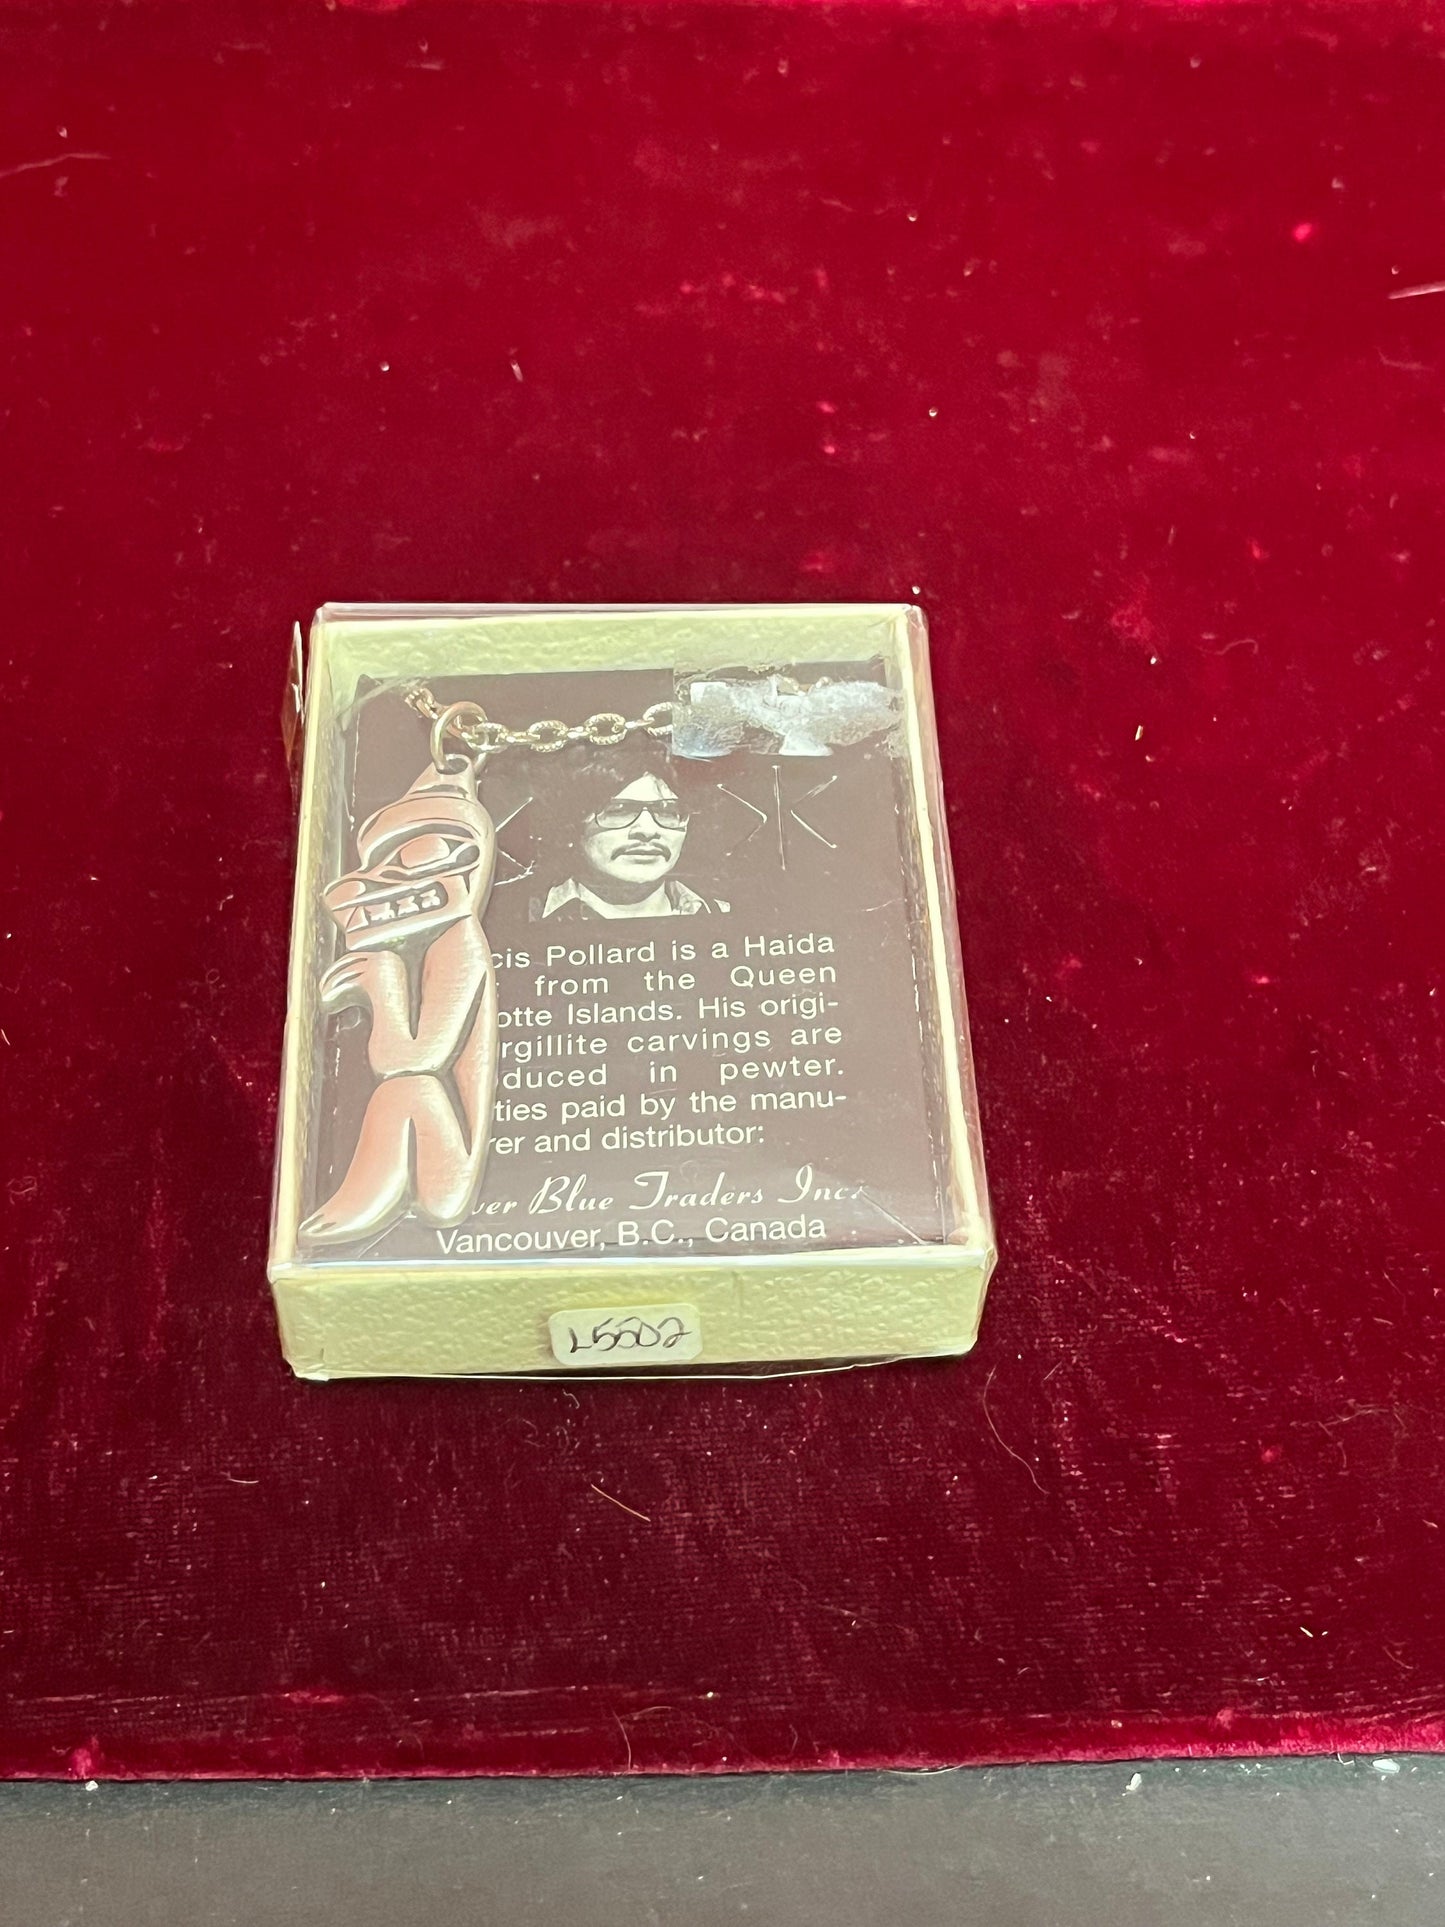 cis Pollard is a Haida
from the Queen
otte Islands. His origi-
rgillite carvings are
duced in pewter.
ties paid by the manu-
rer and distributor:
ver Blue Traders Inc.
Vancouver, B.C., Canada
L5502